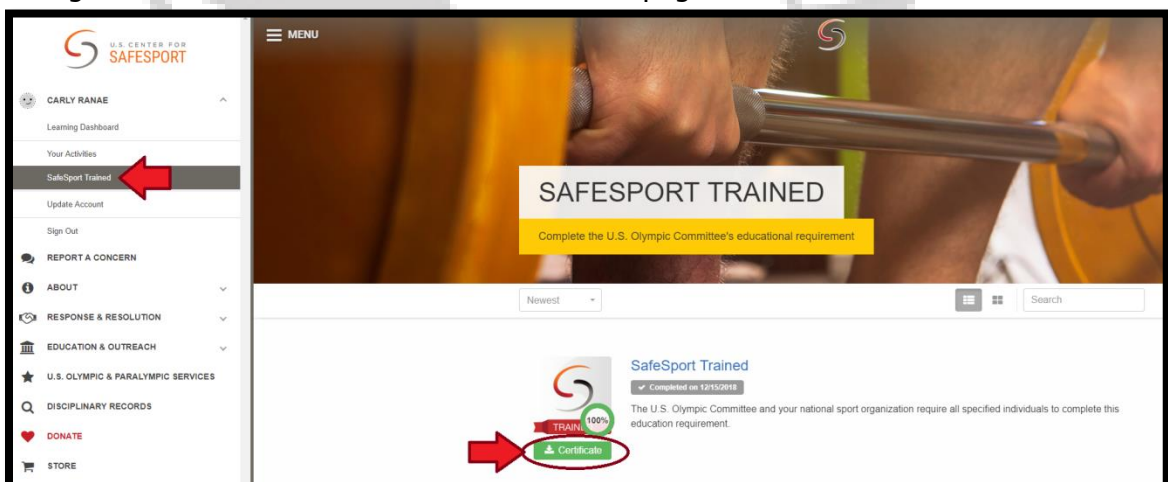 U.S. CENTER FOR
SAFESPORT
CARLY RANAE
Learning Dashboard
Your Activities
SafeSport Trained
Update Account
Sign Out
REPORT A CONCERN
ABOUT
RESPONSE & RESOLUTION
EDUCATION & OUTREACH
U.S. OLYMPIC & PARALYMPIC SERVICES
DISCIPLINARY RECORDS
DONATE
STORE
MENU
SAFESPORT TRAINED
Complete the U.S. Olympic Committee's educational requirement
Newest
Search
100%
Certificate
SafeSport Trained
Completed on 12/15/2018
The U.S. Olympic Committee and your national sport organization require all specified individuals to complete this
education requirement.